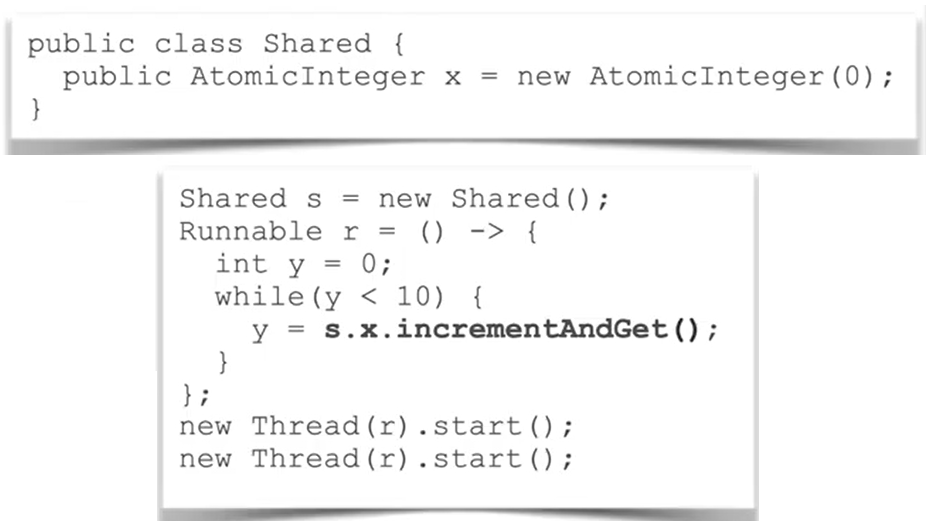 public class Shared {
  public AtomicInteger x = new AtomicInteger(0);
}
Shared s = new Shared();
Runnable r = () -> {
  int y = 0;
  while(y < 10) {
    y = s.x.incrementAndGet();
  }
};
new Thread(r).start();
new Thread(r).start();